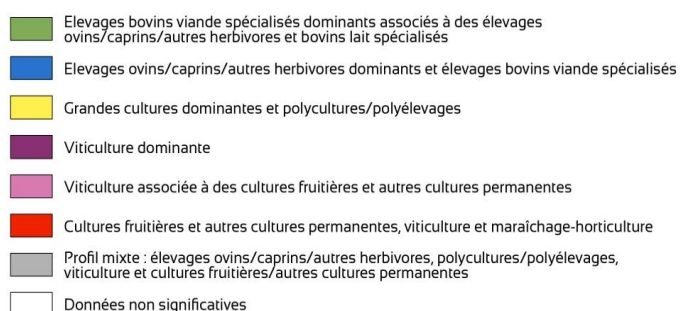 Elevages bovins viande spécialisés dominants associés à des élevages
ovins/caprins/autres herbivores et bovins lait spécialisés
Elevages ovins/caprins/autres herbivores dominants et élevages bovins viande spécialisés
Grandes cultures dominantes et polycultures/polyélevages
Viticulture dominante
Viticulture associée à des cultures fruitières et autres cultures permanentes
Cultures fruitières et autres cultures permanentes, viticulture et maraîchage-horticulture
Profil mixte : élevages ovins/caprins/autres herbivores, polycultures/polyélevages,
viticulture et cultures fruitières/autres cultures permanentes
Données non significatives